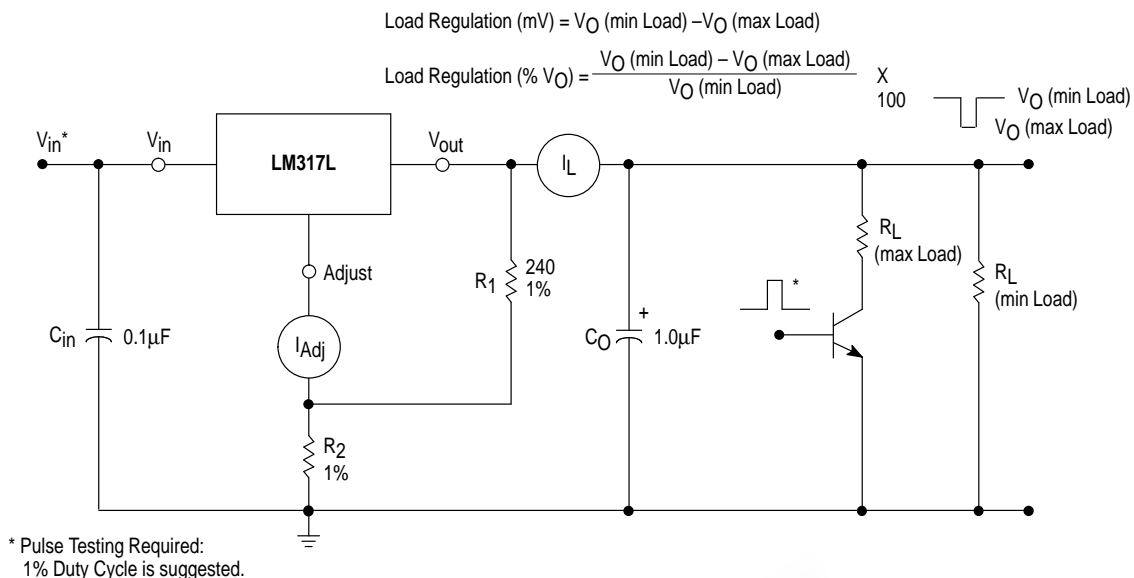 Load Regulation (mV) = VO (min Load) –VO (max Load)
Load Regulation (% VO) = VO (min Load) – VO (max Load)
VO (min Load)
X
100
VO (min Load)
VO (max Load)
Vin*
Vin
LM317L
Vout
IL
Adjust
R1
240
1%
RL
(max Load)
RL
(min Load)
*
Cin
0.1µF
IAdj
CO
+
1.0µF
R2
1%
* Pulse Testing Required:
1% Duty Cycle is suggested.